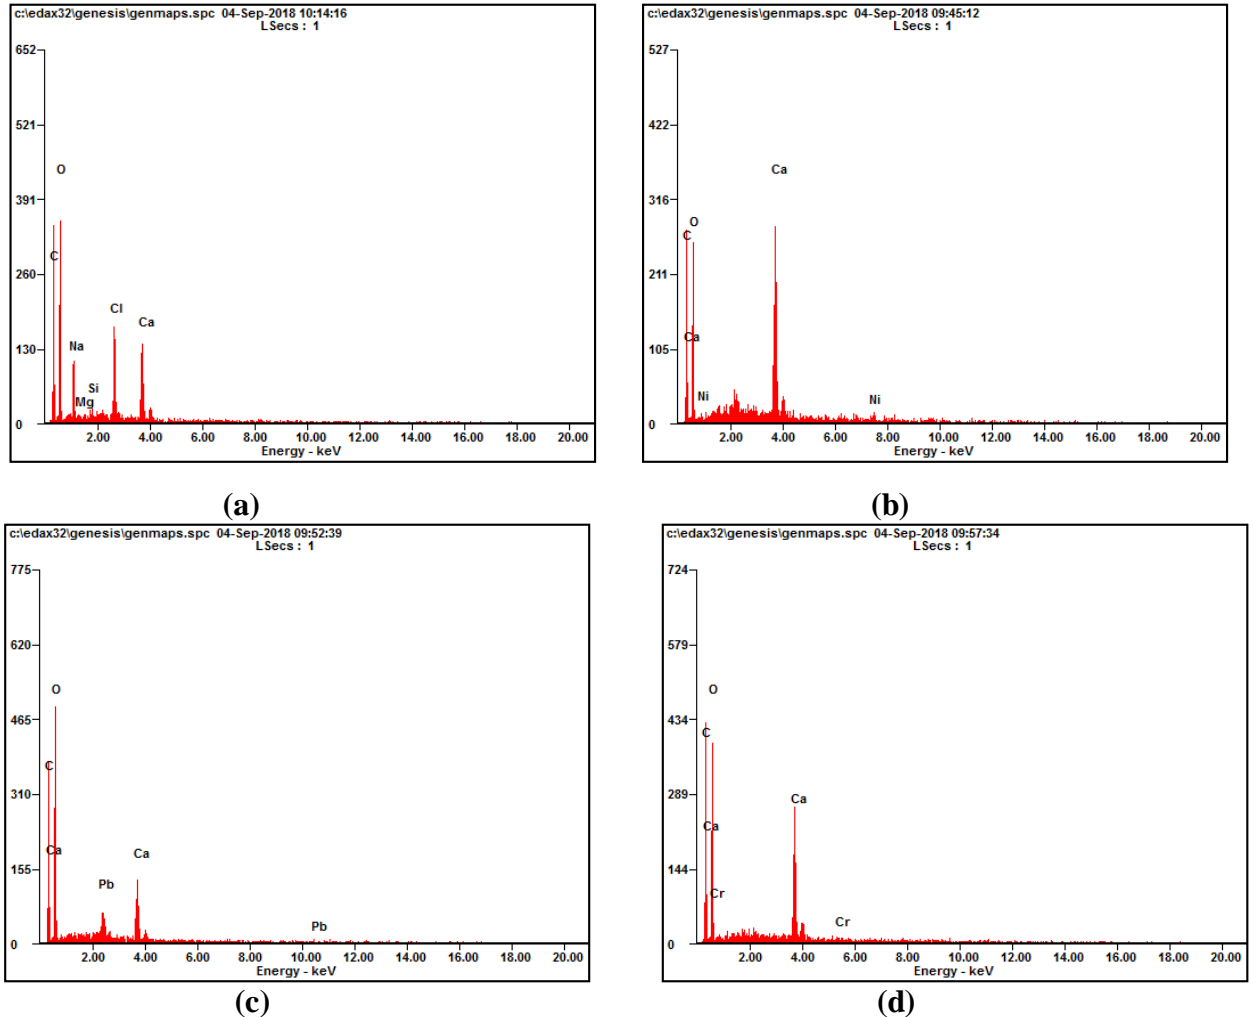 c:\edax32\genesis\genmaps.spc 04-Sep-2018 10:14:16
LSecs : 1
652
521
391
260
130
0
O
C
Na
Mg
Si
Cl
Ca
2.00 4.00 6.00 8.00 10.00 12.00 14.00 16.00 18.00 20.00
Energy - keV
(a)
c:\edax32\genesis\genmaps.spc 04-Sep-2018 09:45:12
LSecs : 1
527
422
316
211
105
0
O
C
Ca
Ni
Ca
Ni
2.00 4.00 6.00 8.00 10.00 12.00 14.00 16.00 18.00 20.00
Energy - keV
(b)
c:\edax32\genesis\genmaps.spc 04-Sep-2018 09:52:39
LSecs : 1
775
620
465
310
155
0
O
C
Ca
Pb
Ca
Pb
2.00 4.00 6.00 8.00 10.00 12.00 14.00 16.00 18.00 20.00
Energy - keV
(c)
c:\edax32\genesis\genmaps.spc 04-Sep-2018 09:57:34
LSecs : 1
724
579
434
289
144
0
O
C
Ca
Cr
Ca
Cr
2.00 4.00 6.00 8.00 10.00 12.00 14.00 16.00 18.00 20.00
Energy - keV
(d)